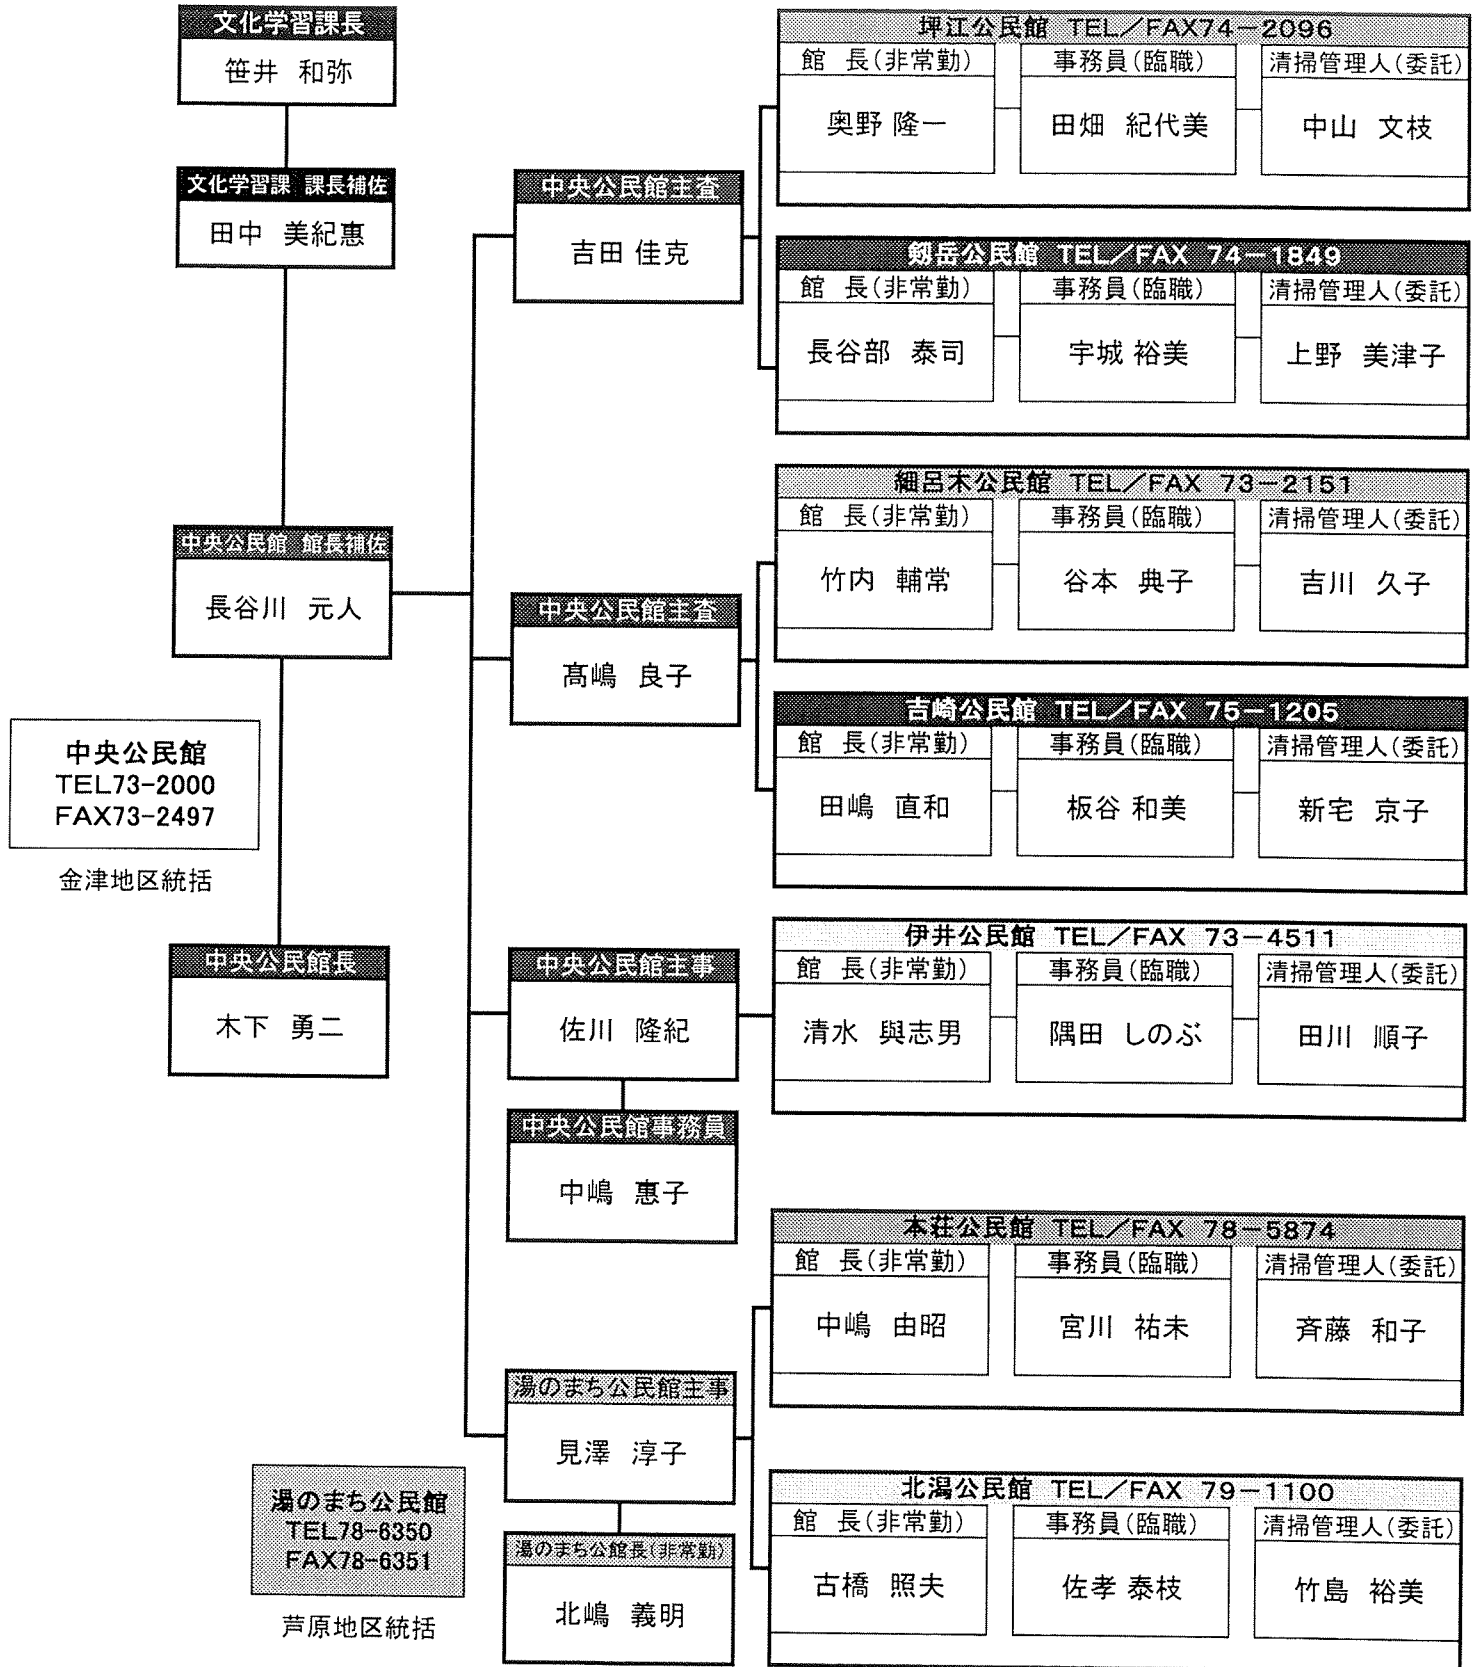 文化学習課長
笹井 和弥
文化学習課 課長補佐
田中 美紀惠
中央公民館 館長補佐
長谷川 元人
中央公民館
TEL73-2000
FAX73-2497
金津地区統括
中央公民館長
木下 勇二
中央公民館主査
吉田 佳克
坪江公民館 TEL／FAX74－2096
館 長(非常勤) 事務員(臨職) 清掃管理人(委託)
奥野 隆一 田畑 紀代美 中山 文枝
剱岳公民館 TEL／FAX 74－1849
館 長(非常勤) 事務員(臨職) 清掃管理人(委託)
長谷部 泰司 宇城 裕美 上野 美津子
中央公民館主査
髙嶋 良子
細呂木公民館 TEL／FAX 73－2151
館 長(非常勤) 事務員(臨職) 清掃管理人(委託)
竹内 輔常 谷本 典子 吉川 久子
吉崎公民館 TEL／FAX 75－1205
館 長(非常勤) 事務員(臨職) 清掃管理人(委託)
田嶋 直和 板谷 和美 新宅 京子
中央公民館主事
佐川 隆紀
伊井公民館 TEL／FAX 73－4511
館 長(非常勤) 事務員(臨職) 清掃管理人(委託)
清水 與志男 隅田 しのぶ 田川 順子
中央公民館事務員
中嶋 惠子
湯のまち公民館主事
見澤 淳子
本荘公民館 TEL／FAX 78－5874
館 長(非常勤) 事務員(臨職) 清掃管理人(委託)
中嶋 由昭 宮川 祐未 斉藤 和子
湯のまち公民館
TEL78-6350
FAX78-6351
芦原地区統括
湯のまち公館長(非常勤)
北嶋 義明
北潟公民館 TEL／FAX 79－1100
館 長(非常勤) 事務員(臨職) 清掃管理人(委託)
古橋 照夫 佐孝 泰枝 竹島 裕美